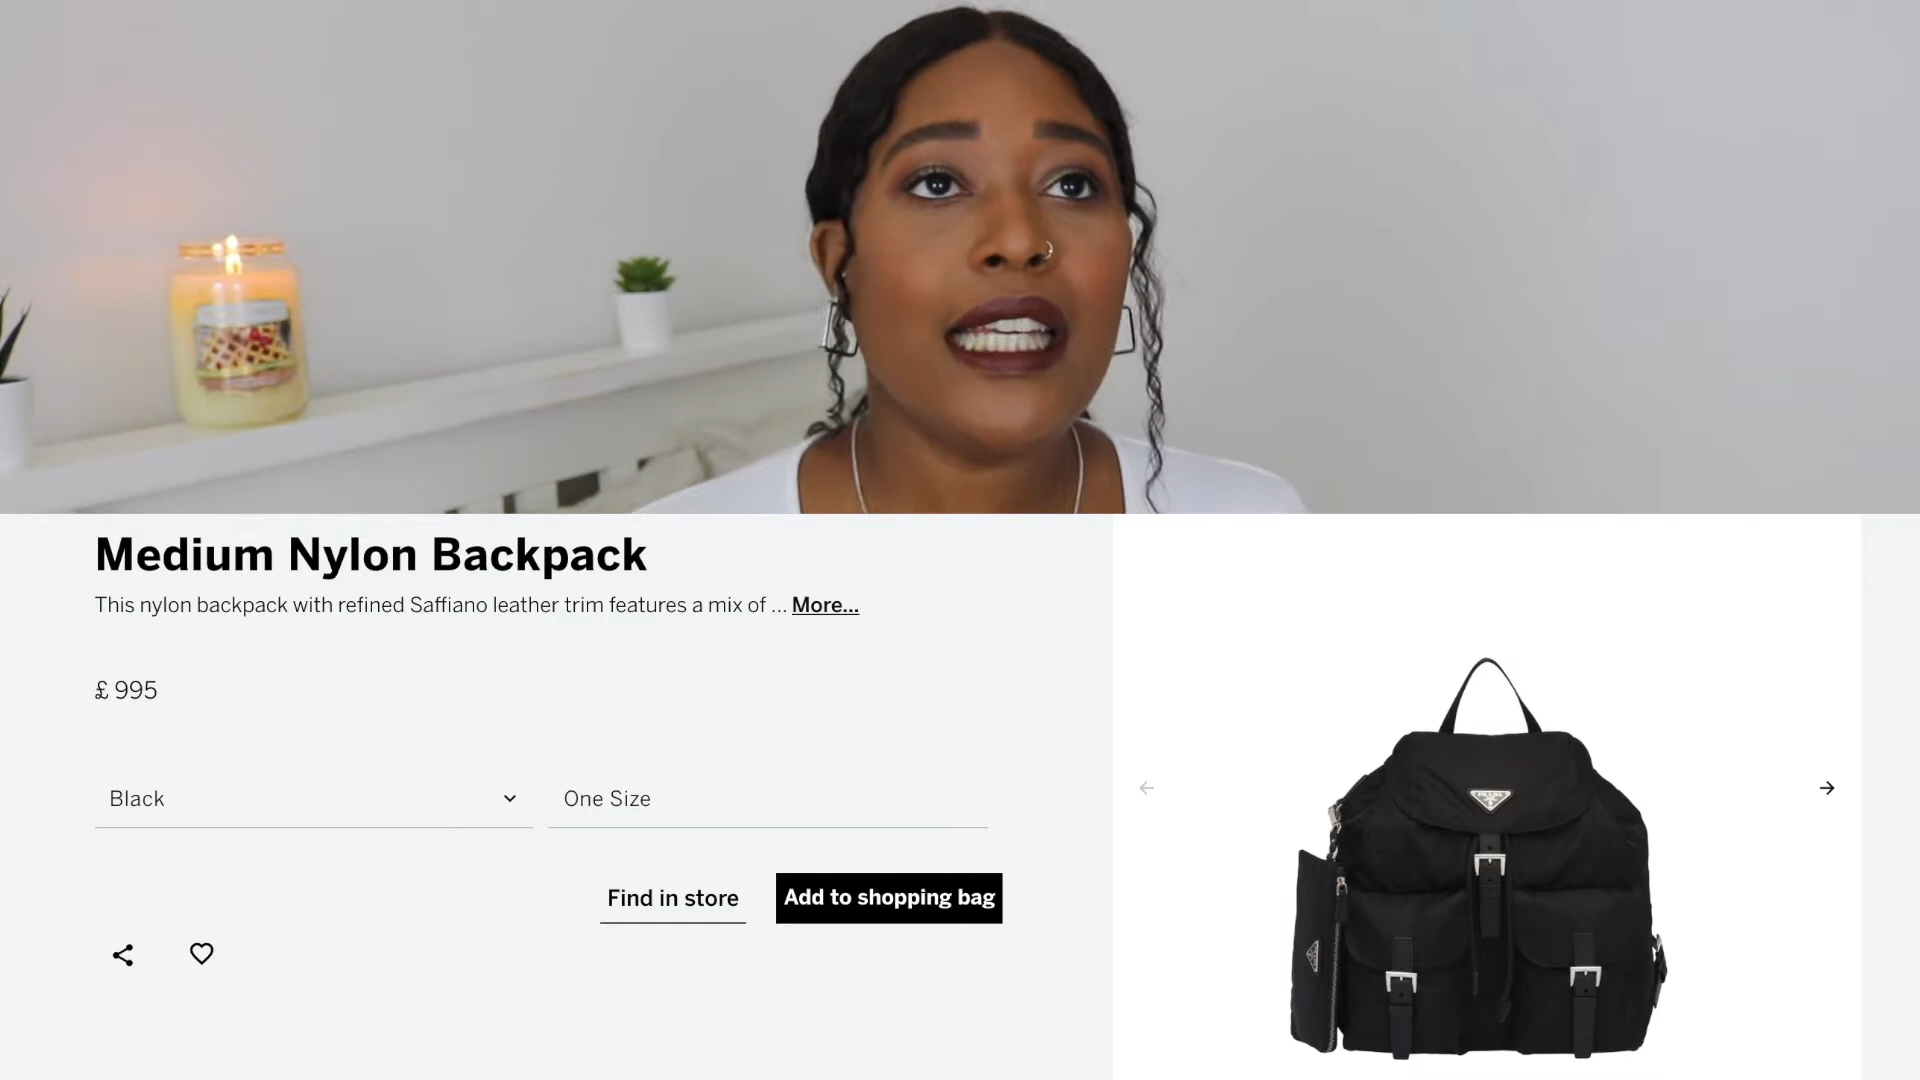 Medium Nylon Backpack
This nylon backpack with refined Saffiano leather trim features a mix of ... More...
£ 995
Black
One Size
Find in store
Add to shopping bag
PRADA